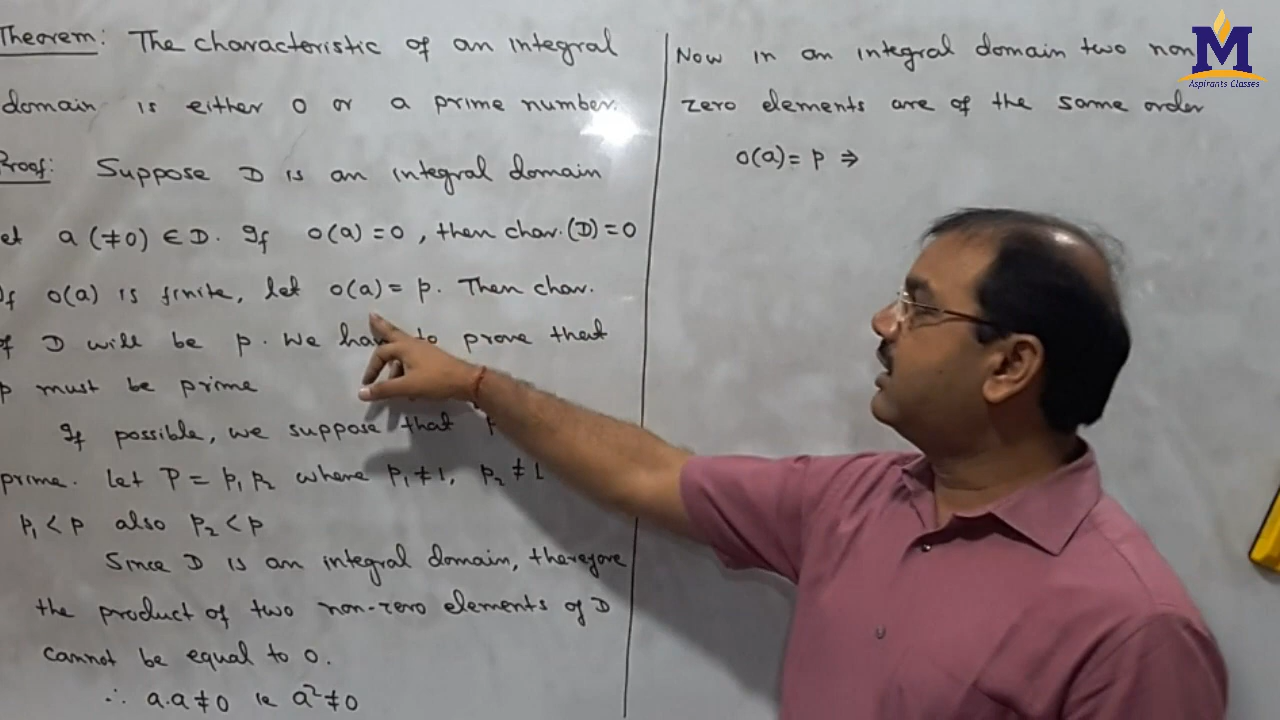 Theorem: The characteristic of an integral
domain is either 0 or a prime number.
Proof: Suppose D is an integral domain
et a (≠0) ∈ D. If o(a) = 0, then char. (D) = 0
If o(a) is finite, let o(a) = p. Then char.
of D will be p. We have to prove that
p must be prime
If possible, we suppose that
prime. Let P = p₁ p₂ where p₁ ≠ 1, p₂ ≠ 1
p₁ < p also p₂ < p
Since D is an integral domain, therefore
the product of two non-zero elements of D
cannot be equal to 0.
∴ a.a ≠ 0 ie a² ≠ 0
Now in an integral domain two non
zero elements are of the same order
o(a) = p ⇒
M
Aspirants Classes